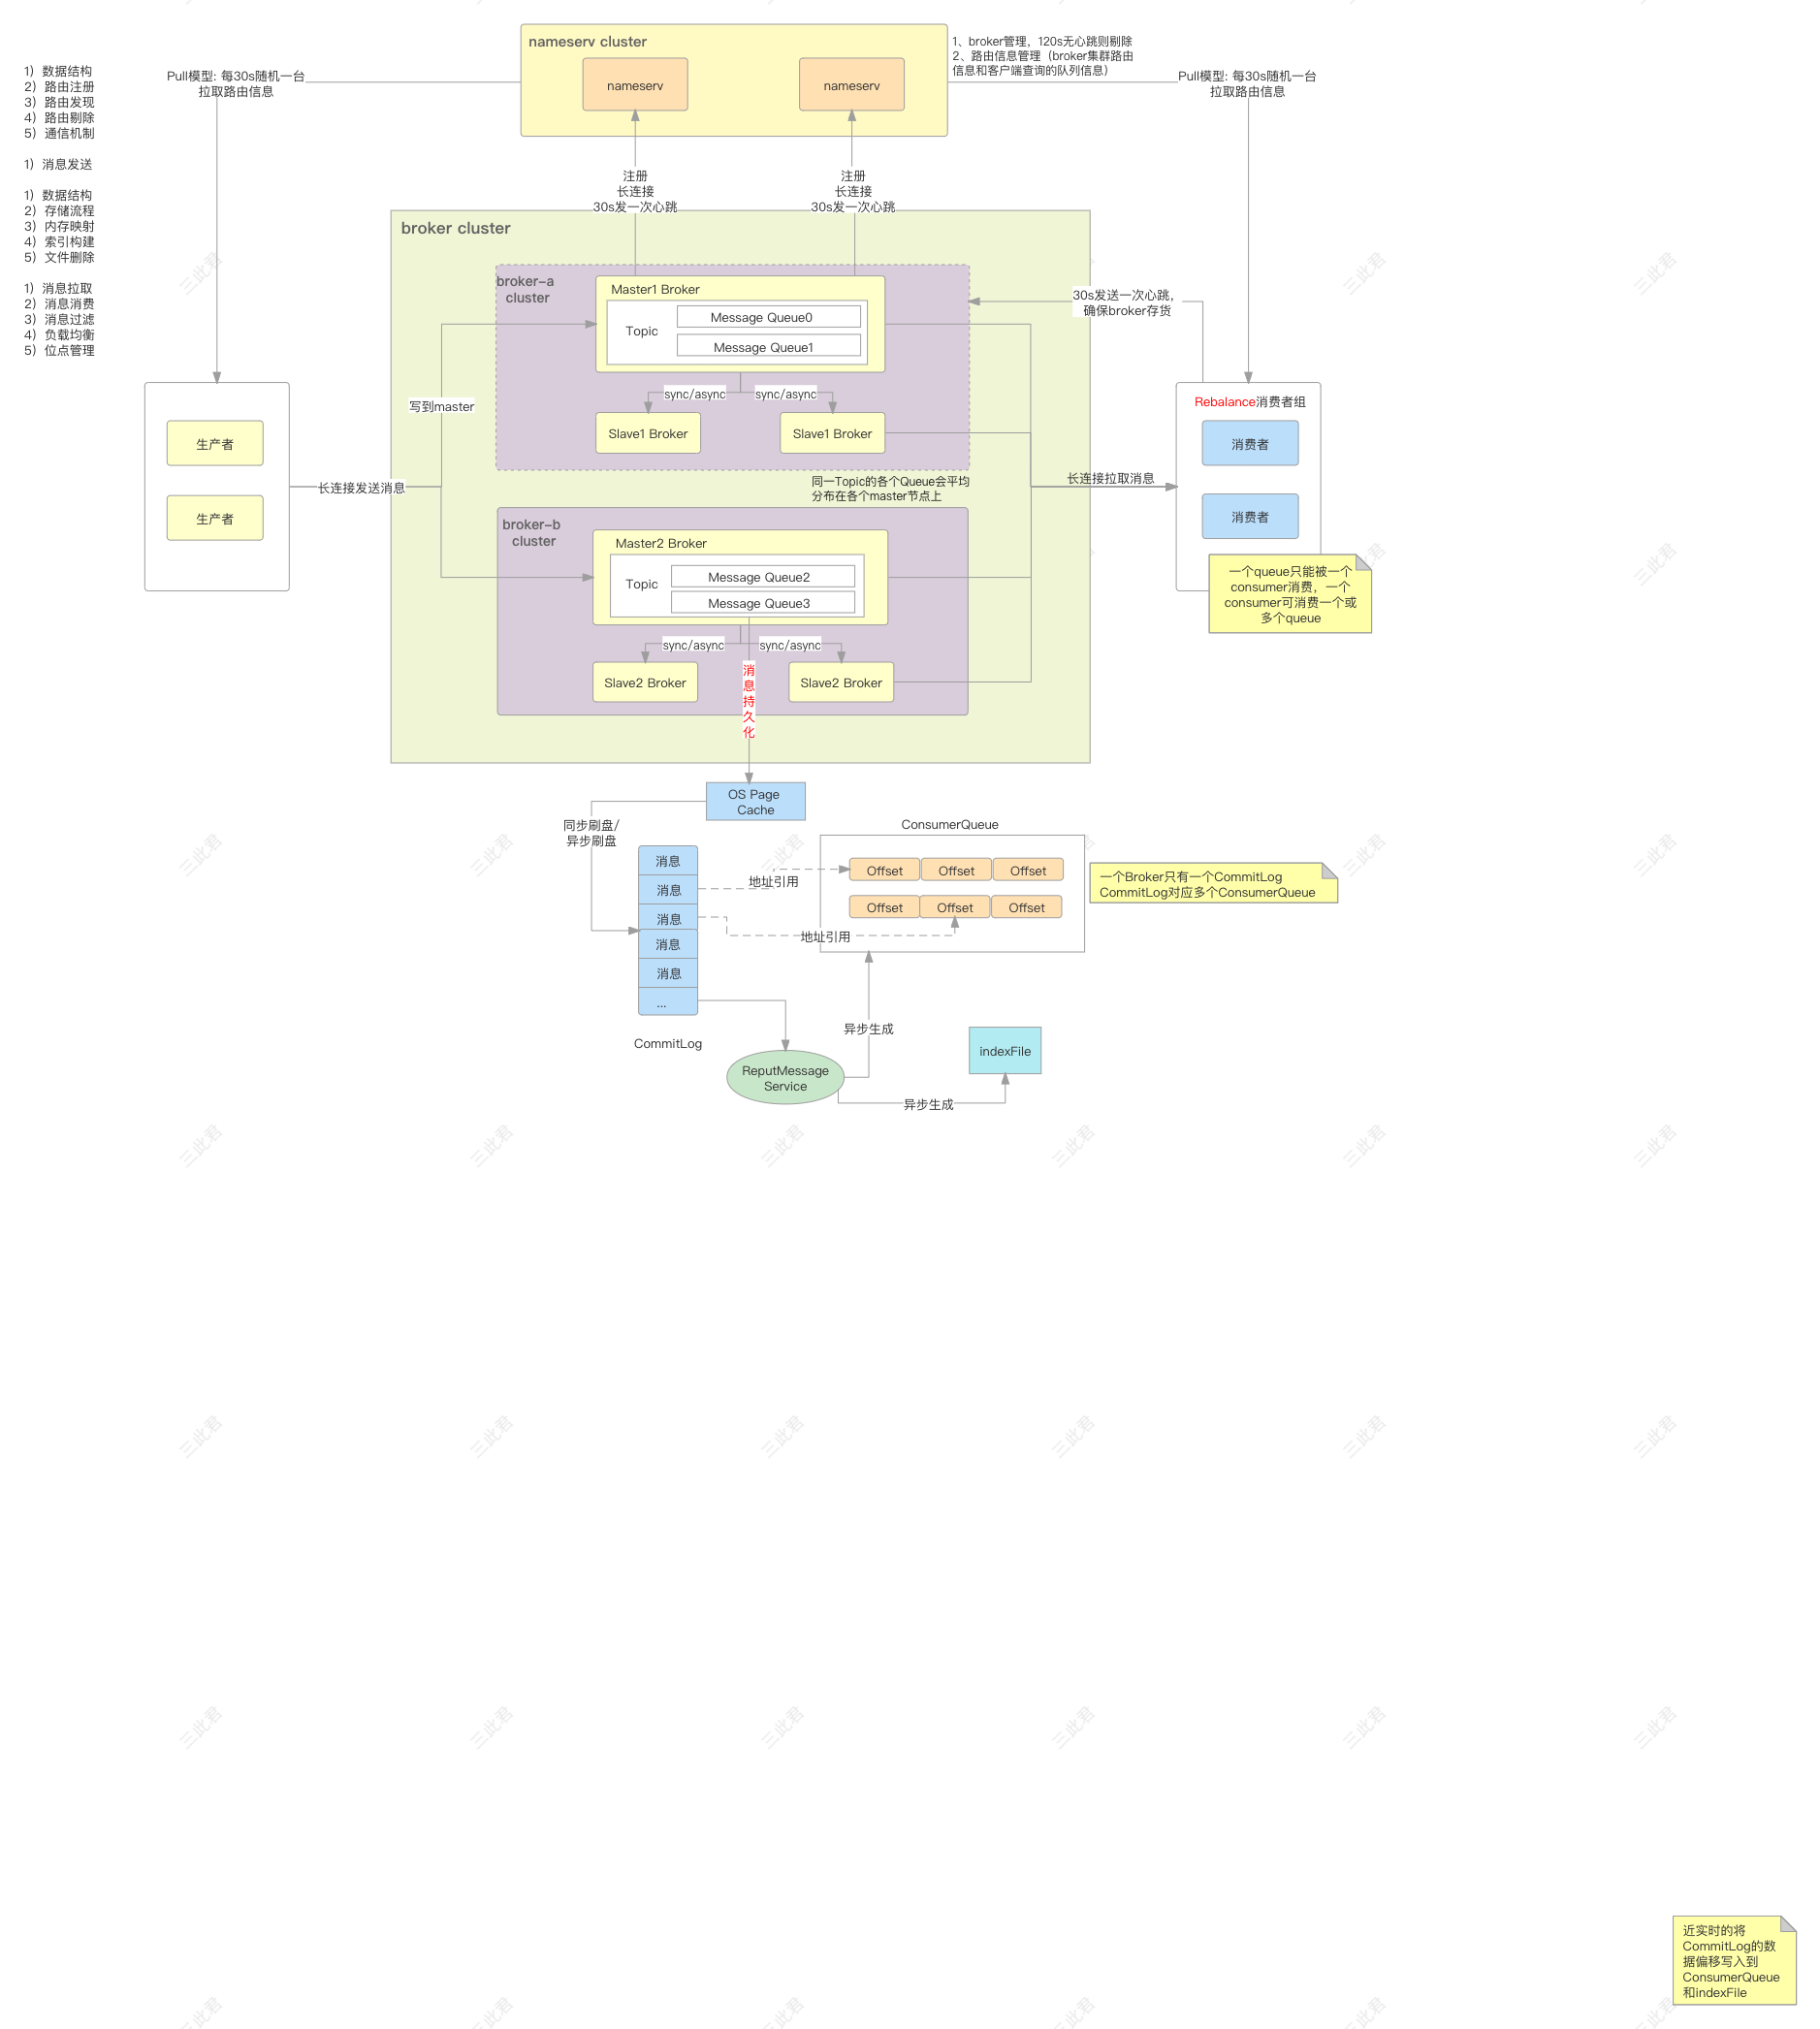 nameserv cluster
nameserv
nameserv
1、broker管理，120s无心跳则剔除
2、路由信息管理（broker集群路由
信息和客户端查询的队列信息）
1）数据结构
2）路由注册
3）路由发现
4）路由剔除
5）通信机制
1）消息发送
1）数据结构
2）存储流程
3）内存映射
4）索引构建
5）文件删除
1）消息拉取
2）消息消费
3）消息过滤
4）负载均衡
5）位点管理
Pull模型: 每30s随机一台
拉取路由信息
Pull模型: 每30s随机一台
拉取路由信息
注册
长连接
30s发一次心跳
注册
长连接
30s发一次心跳
broker cluster
broker-a
cluster
Master1 Broker
Topic
Message Queue0
Message Queue1
sync/async
sync/async
Slave1 Broker
Slave1 Broker
30s发送一次心跳，
确保broker存货
写到master
生产者
生产者
长连接发送消息
同一Topic的各个Queue会平均
分布在各个master节点上
长连接拉取消息
Rebalance消费者组
消费者
消费者
一个queue只能被一个
consumer消费，一个
consumer可消费一个或
多个queue
broker-b
cluster
Master2 Broker
Topic
Message Queue2
Message Queue3
sync/async
sync/async
Slave2 Broker
Slave2 Broker
消
息
持
久
化
OS Page
Cache
同步刷盘/
异步刷盘
消息
消息
消息
消息
消息
...
CommitLog
地址引用
地址引用
ConsumerQueue
Offset
Offset
Offset
Offset
Offset
Offset
一个Broker只有一个CommitLog
CommitLog对应多个ConsumerQueue
异步生成
ReputMessage
Service
异步生成
indexFile
近实时的将
CommitLog的数
据偏移写入到
ConsumerQueue
和indexFile
三此君